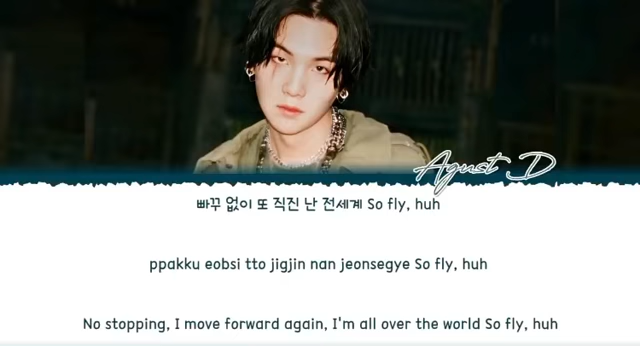 Agust D
빠꾸 없이 또 직진 난 전세계 So fly, huh
ppakku eobsi tto jigjin nan jeonsegye So fly, huh
No stopping, I move forward again, I'm all over the world So fly, huh